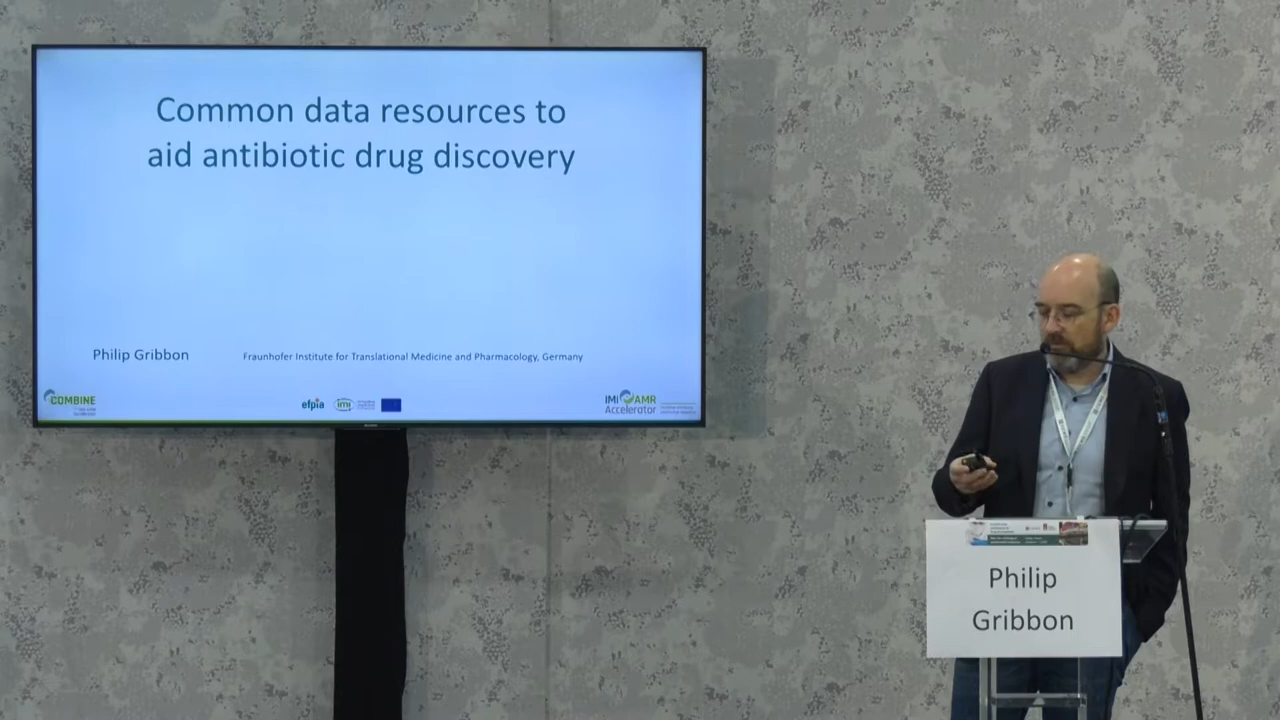 Common data resources to
aid antibiotic drug discovery
Philip Gribbon
Fraunhofer Institute for Translational Medicine and Pharmacology, Germany
COMBINE
efpia
imi
IMI AMR
Accelerator
Philip
Gribbon